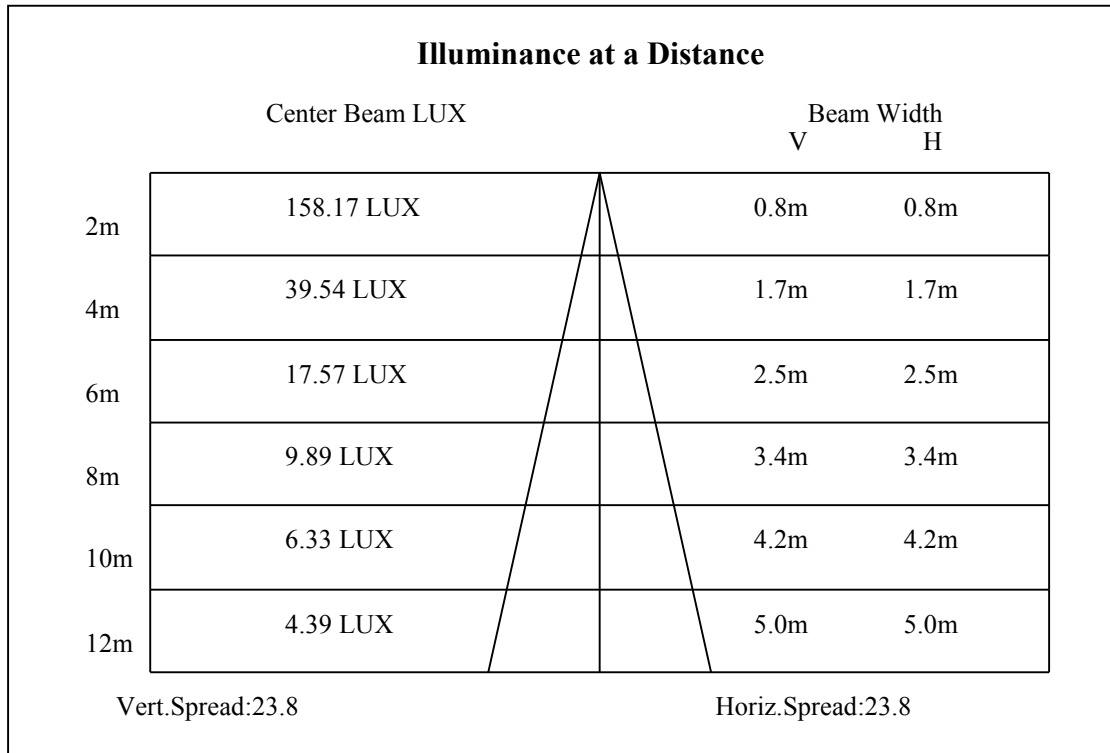 Illuminance at a Distance
Center Beam LUX Beam Width
V H
2m 158.17 LUX 0.8m 0.8m
4m 39.54 LUX 1.7m 1.7m
6m 17.57 LUX 2.5m 2.5m
8m 9.89 LUX 3.4m 3.4m
10m 6.33 LUX 4.2m 4.2m
12m 4.39 LUX 5.0m 5.0m
Vert.Spread:23.8 Horiz.Spread:23.8